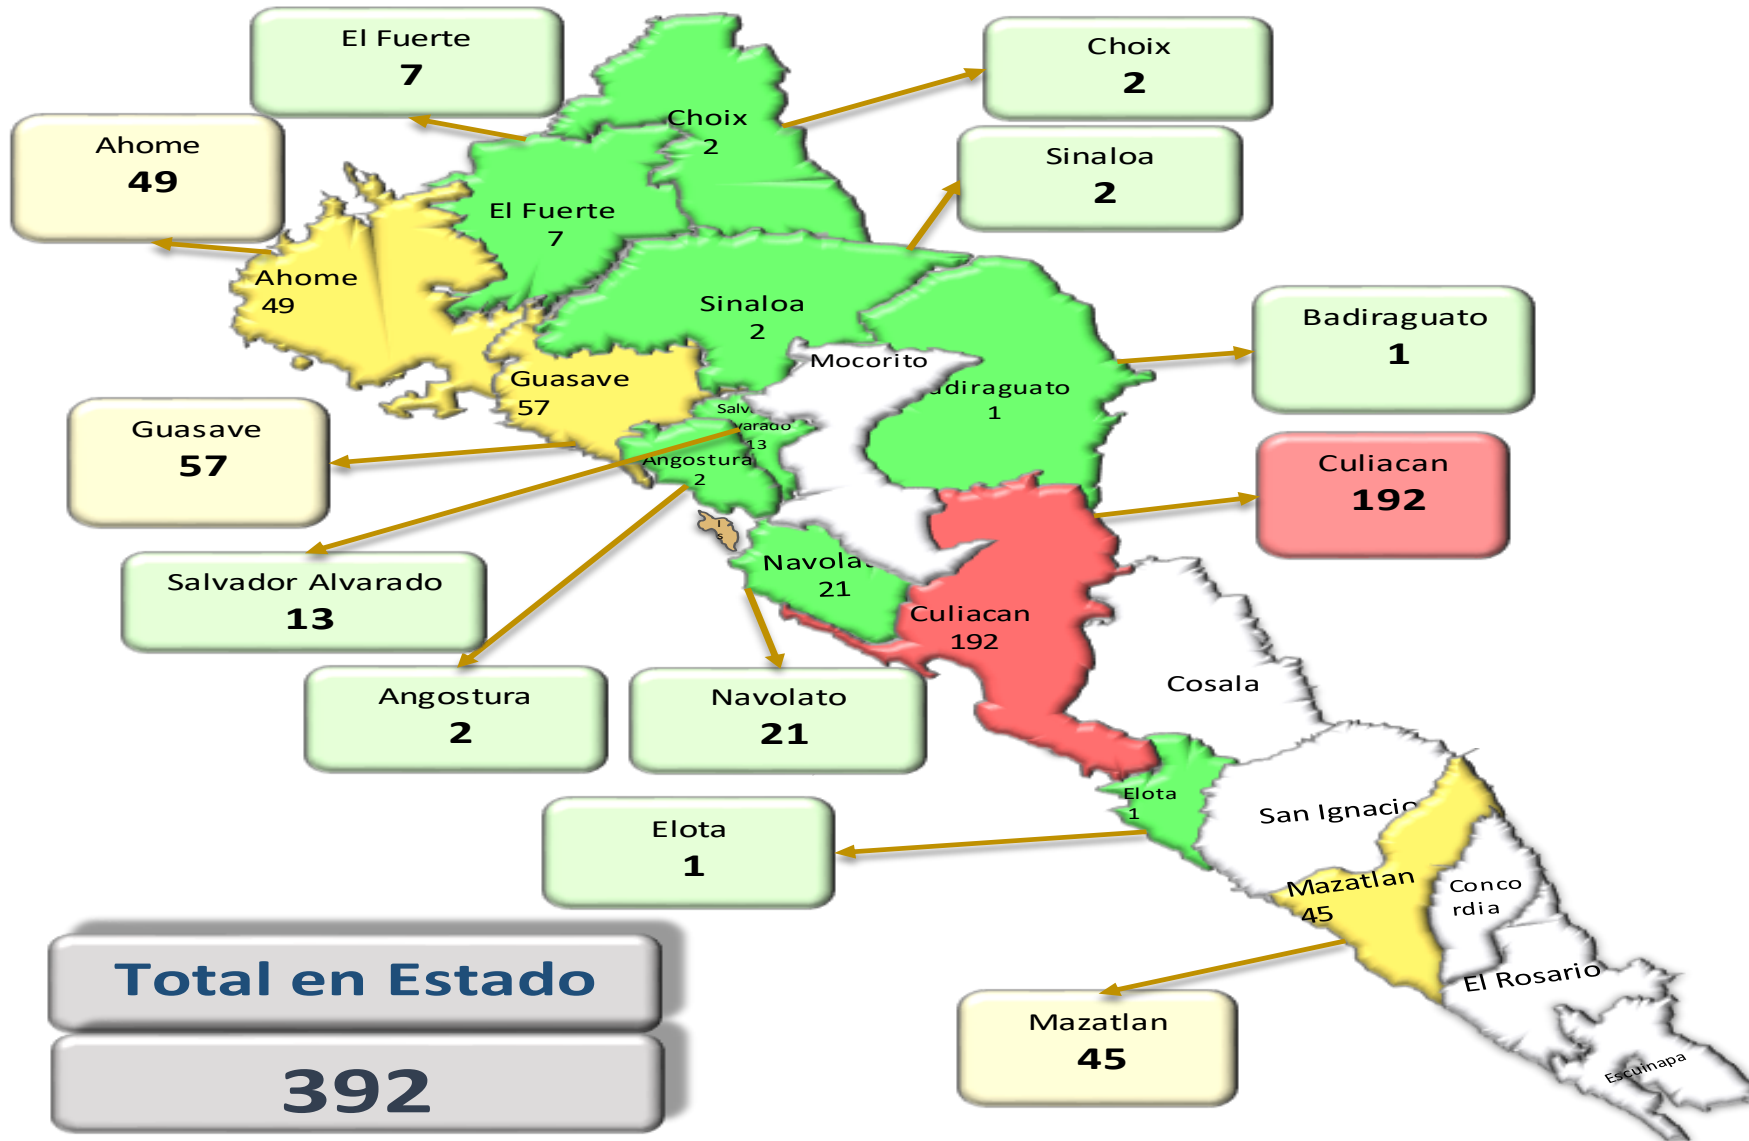 El Fuerte
7
Choix
2
Ahome
49
Sinaloa
2
Choix
2
El Fuerte
7
Ahome
49
Sinaloa
2
Badiraguato
1
Mocorito
adiraguato
1
Guasave
57
Salv
varado
13
Angostura
2
Guasave
57
Culiacan
192
I
s
Navola
21
Salvador Alvarado
13
Culiacan
192
Angostura
2
Navolato
21
Cosala
Elota
1
San Ignacio
Elota
1
Mazatlan
45
Conco
rdia
El Rosario
Total en Estado
392
Mazatlan
45
Escuinapa